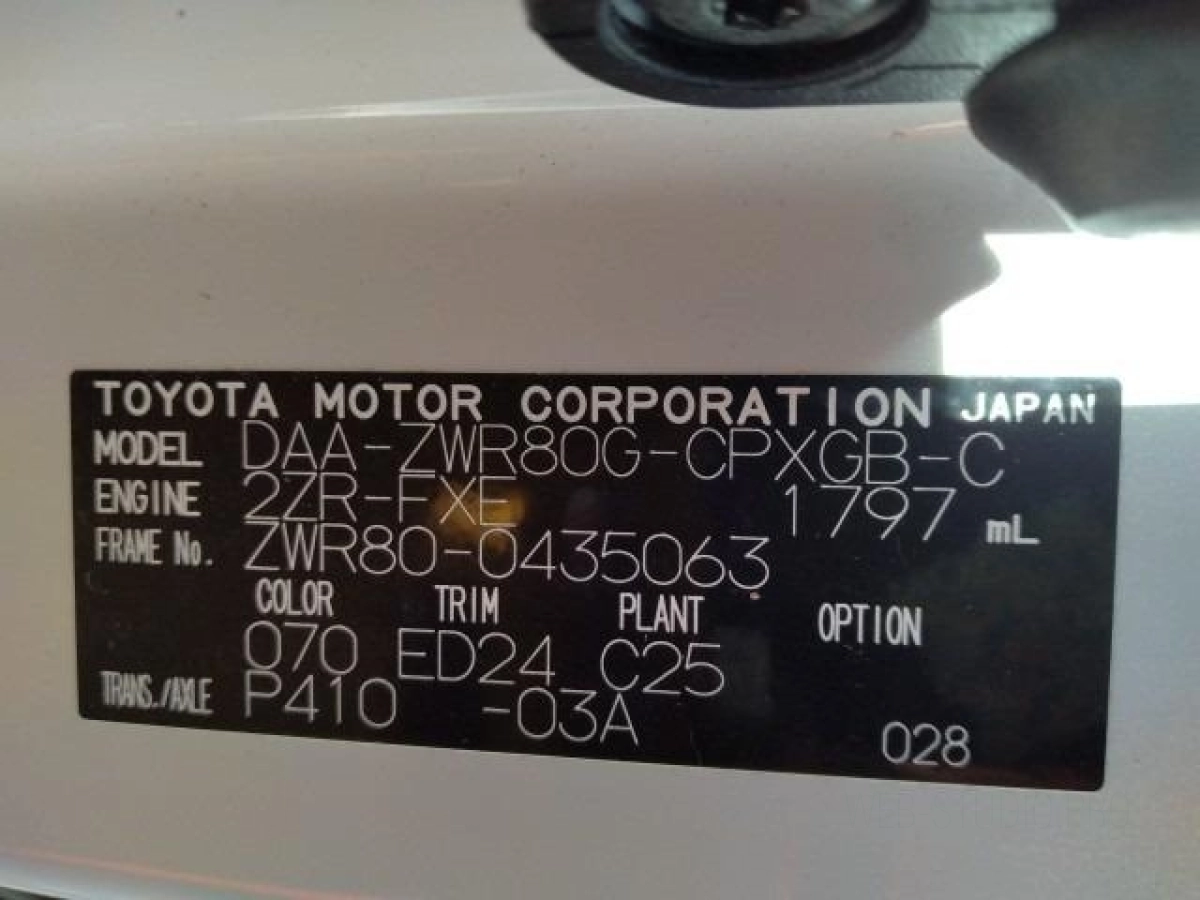 TOYOTA MOTOR CORPORATION JAPAN
MODEL DAA-ZWR80G-CPXGB-C
ENGINE 2ZR-FXE 1797 mL
FRAME No. ZWR80-0435063
COLOR TRIM PLANT OPTION
070 ED24 C25
TRANS./AXLE P410 -03A 028